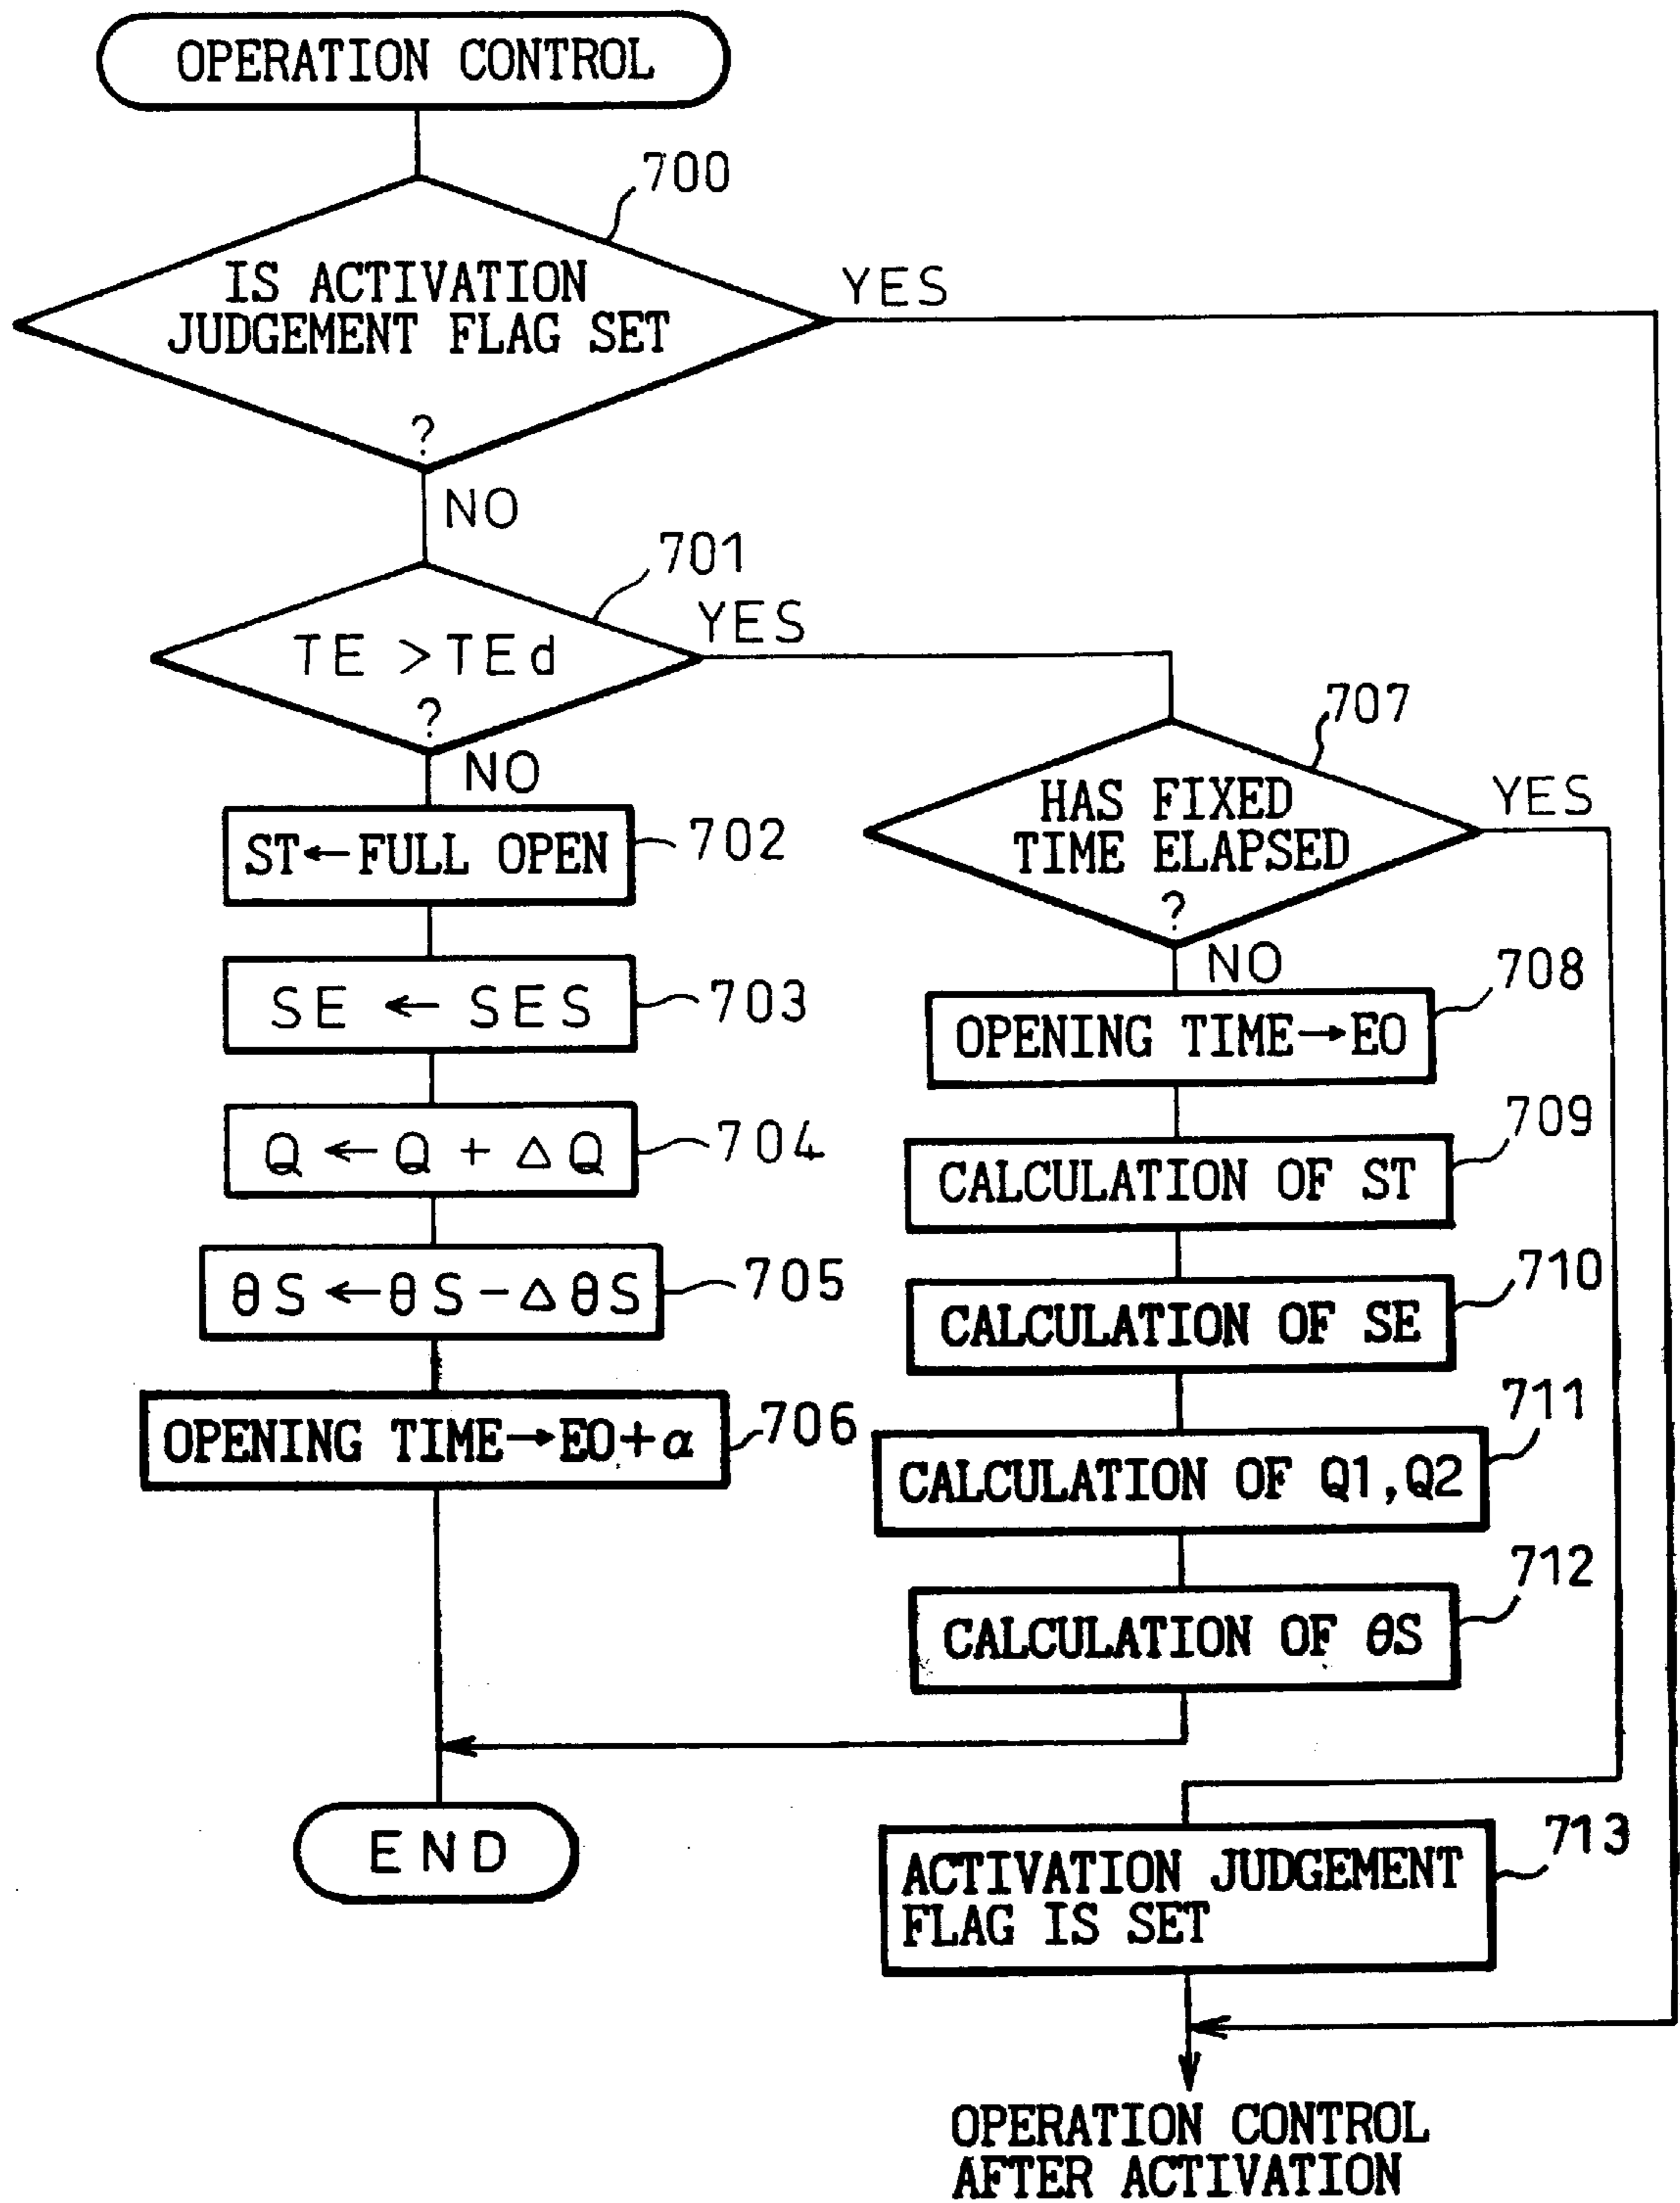 OPERATION CONTROL
700
IS ACTIVATION
JUDGEMENT FLAG SET
?
YES
NO
701
TE >TEd
?
YES
NO
702
ST←FULL OPEN
703
SE ← SES
704
Q ← Q + ΔQ
705
θS←θS-ΔθS
706
OPENING TIME→EO+α
707
HAS FIXED
TIME ELAPSED
?
YES
NO
708
OPENING TIME→EO
709
CALCULATION OF ST
710
CALCULATION OF SE
711
CALCULATION OF Q1,Q2
712
CALCULATION OF θS
END
713
ACTIVATION JUDGEMENT
FLAG IS SET
OPERATION CONTROL
AFTER ACTIVATION